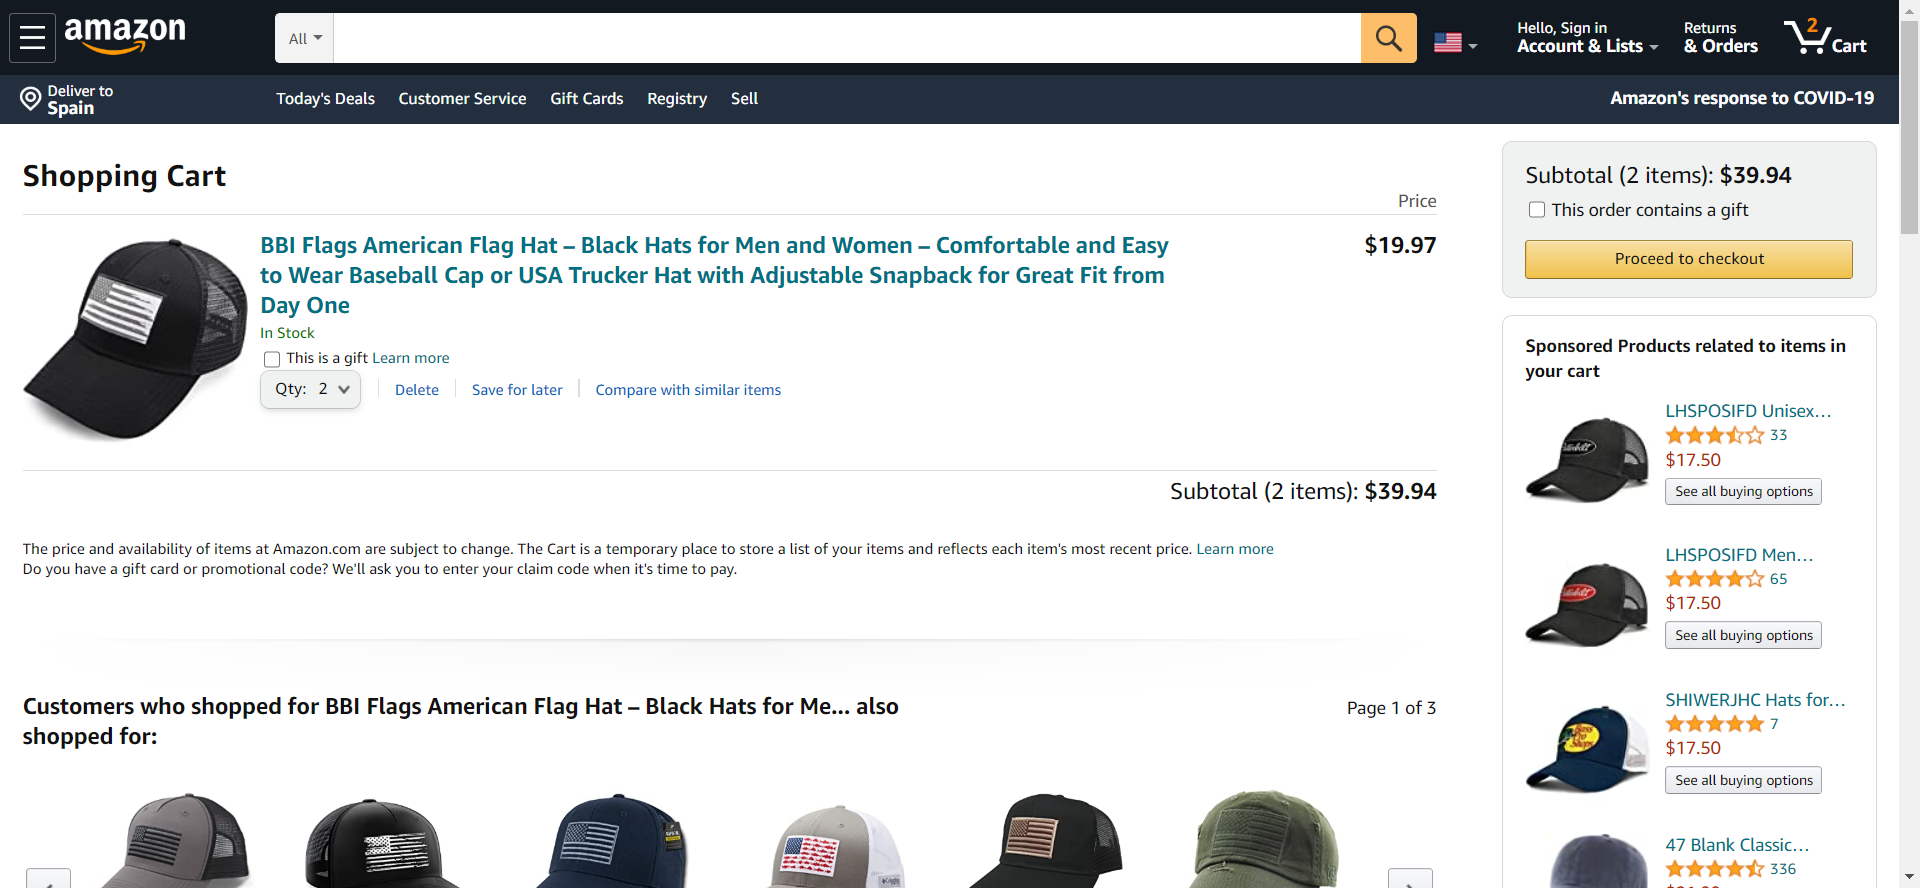 amazon
All
Hello, Sign in
Account & Lists
Returns
& Orders
2
Cart
Deliver to
Spain
Today's Deals
Customer Service
Gift Cards
Registry
Sell
Amazon's response to COVID-19
Shopping Cart
Price
BBI Flags American Flag Hat – Black Hats for Men and Women – Comfortable and Easy
to Wear Baseball Cap or USA Trucker Hat with Adjustable Snapback for Great Fit from
Day One
$19.97
In Stock
This is a gift Learn more
Qty: 2
Delete
Save for later
Compare with similar items
Subtotal (2 items): $39.94
The price and availability of items at Amazon.com are subject to change. The Cart is a temporary place to store a list of your items and reflects each item's most recent price. Learn more
Do you have a gift card or promotional code? We'll ask you to enter your claim code when it's time to pay.
Customers who shopped for BBI Flags American Flag Hat – Black Hats for Me... also
shopped for:
Page 1 of 3
Subtotal (2 items): $39.94
This order contains a gift
Proceed to checkout
Sponsored Products related to items in
your cart
LHSPOSIFD Unisex...
33
$17.50
See all buying options
LHSPOSIFD Men...
65
$17.50
See all buying options
SHIWERJHC Hats for...
Bass
Pro
Shops
7
$17.50
See all buying options
47 Blank Classic...
336